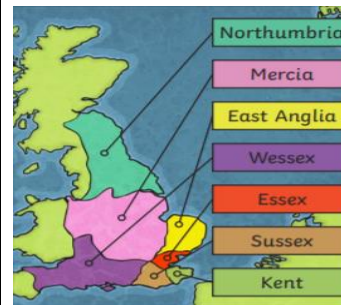 Northumbria
Mercia
East Anglia
Wessex
Essex
Sussex
Kent